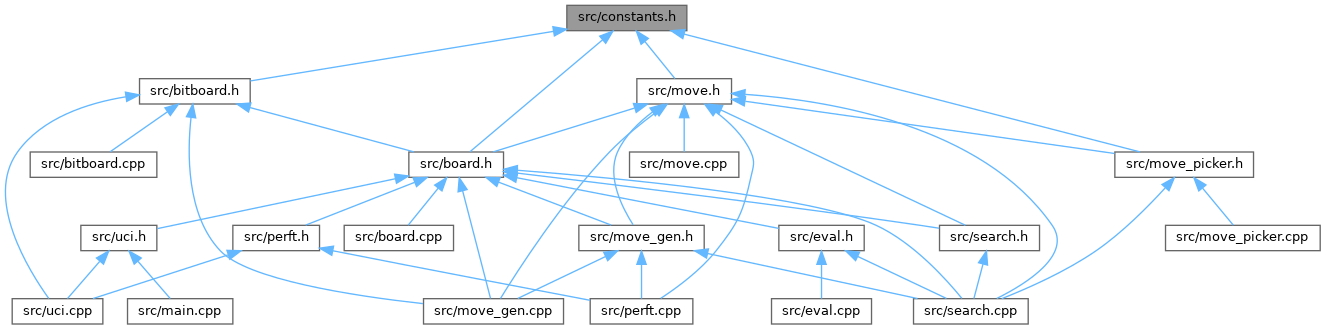 src/constants.h
src/bitboard.h
src/move.h
src/bitboard.cpp
src/board.h
src/move.cpp
src/move_picker.h
src/uci.h
src/perft.h
src/board.cpp
src/move_gen.h
src/eval.h
src/search.h
src/move_picker.cpp
src/uci.cpp
src/main.cpp
src/move_gen.cpp
src/perft.cpp
src/eval.cpp
src/search.cpp